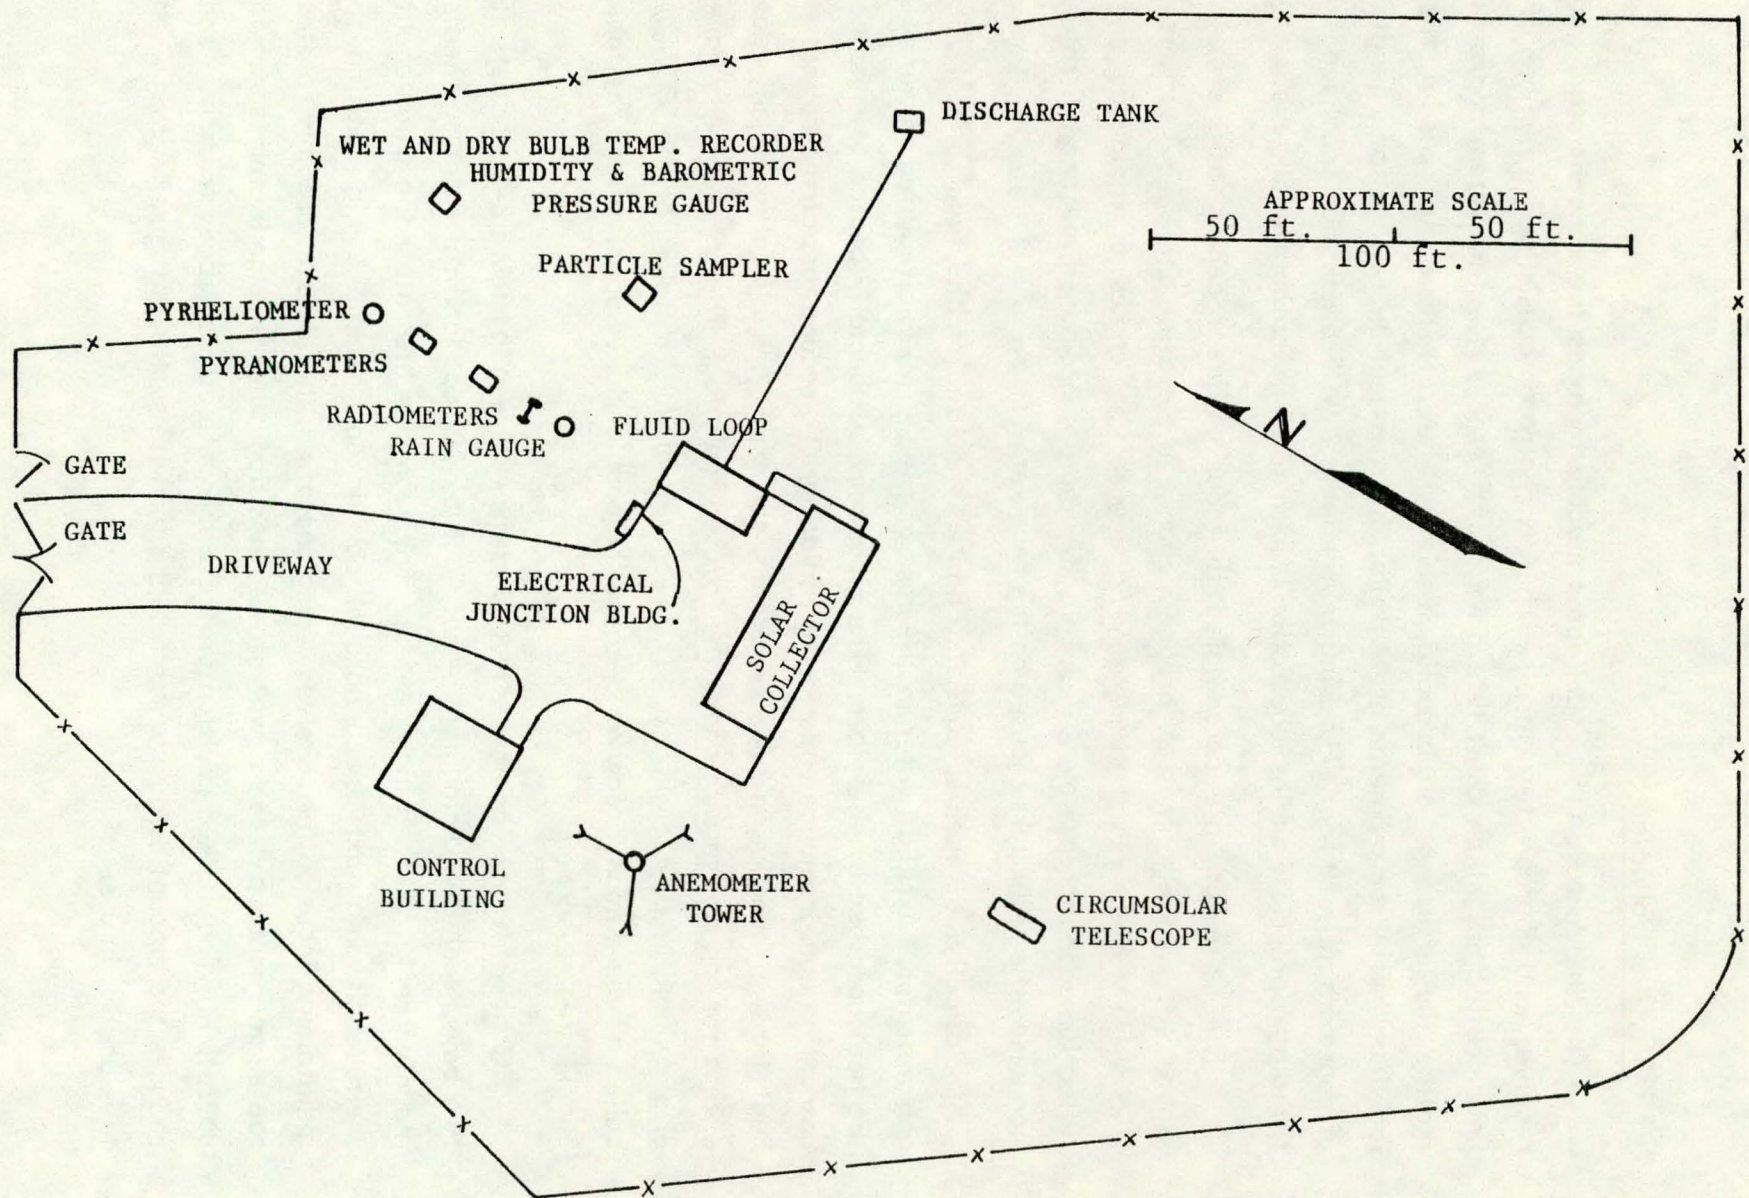 DISCHARGE TANK
WET AND DRY BULB TEMP. RECORDER
HUMIDITY & BAROMETRIC
PRESSURE GAUGE
APPROXIMATE SCALE
50 ft. 50 ft.
100 ft.
PARTICLE SAMPLER
PYRHELIOMETER
PYRANOMETERS
RADIOMETERS
RAIN GAUGE
FLUID LOOP
N
GATE
GATE
DRIVEWAY
ELECTRICAL
JUNCTION BLDG.
SOLAR
COLLECTOR
CONTROL
BUILDING
ANEMOMETER
TOWER
CIRCUMSOLAR
TELESCOPE